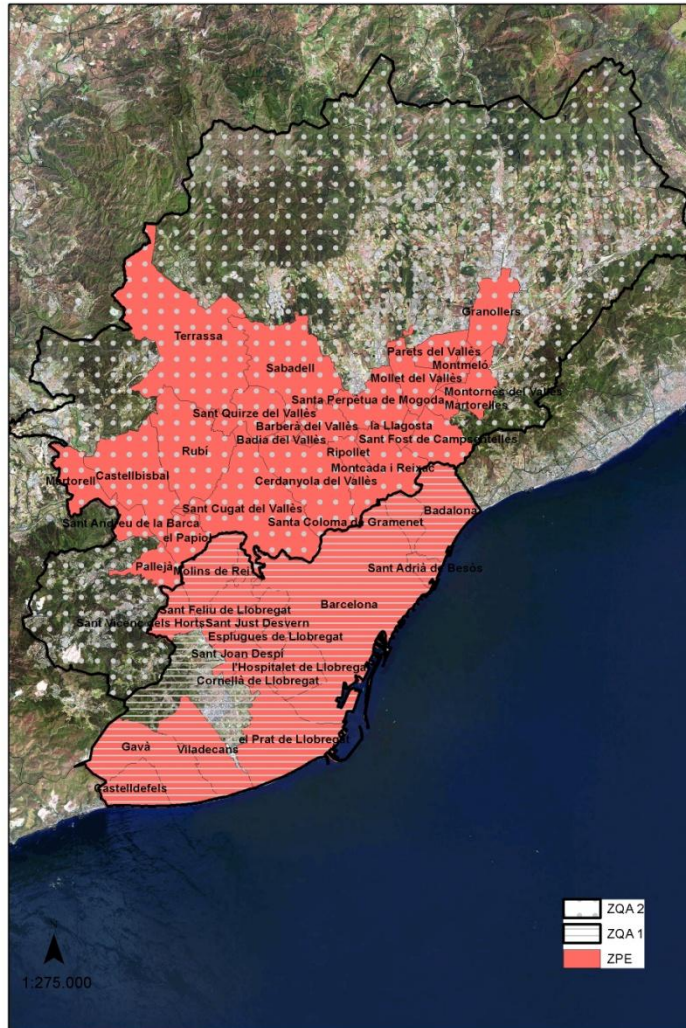 Granollers
Terrassa
Parets del Vallès
Montmeló
Sabadell
Mollet del Vallès
Montornès del Vallès
Santa Perpètua de Mogoda
Martorelles
Sant Quirze del Vallès
Barberà del Vallès
la Llagosta
Badia del Vallès
Sant Fost de Campsentelles
Rubí
Ripollet
Montcada i Reixac
Martorell
Castellbisbal
Cerdanyola del Vallès
Sant Cugat del Vallès
Badalona
Sant Andreu de la Barca
Santa Coloma de Gramenet
el Papiol
Pallejà
Molins de Rei
Sant Adrià de Besòs
Barcelona
Sant Feliu de Llobregat
Sant Vicenç dels Horts
Sant Just Desvern
Esplugues de Llobregat
Sant Joan Despí
l'Hospitalet de Llobregat
Cornellà de Llobregat
el Prat de Llobregat
Gavà
Viladecans
Castelldefels
ZQA 2
ZQA 1
ZPE
1:275.000